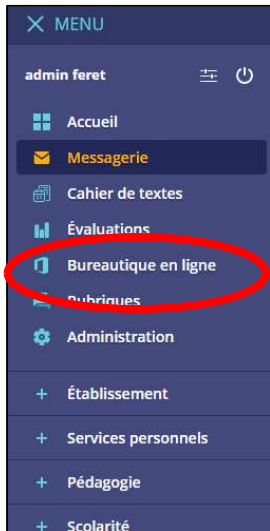 MENU
admin feret
Accueil
Messagerie
Cahier de textes
Évaluations
Bureautique en ligne
Rubriques
Administration
+ Établissement
+ Services personnels
+ Pédagogie
+ Scolarité